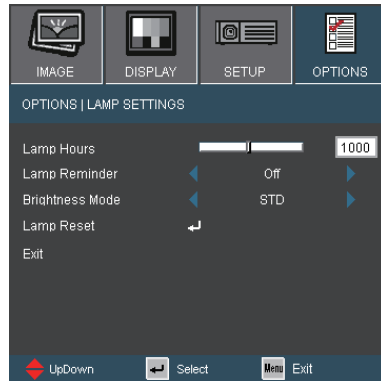 IMAGE DISPLAY SETUP OPTIONS
OPTIONS | LAMP SETTINGS
Lamp Hours 1000
Lamp Reminder Off
Brightness Mode STD
Lamp Reset
Exit
UpDown Select Menu Exit